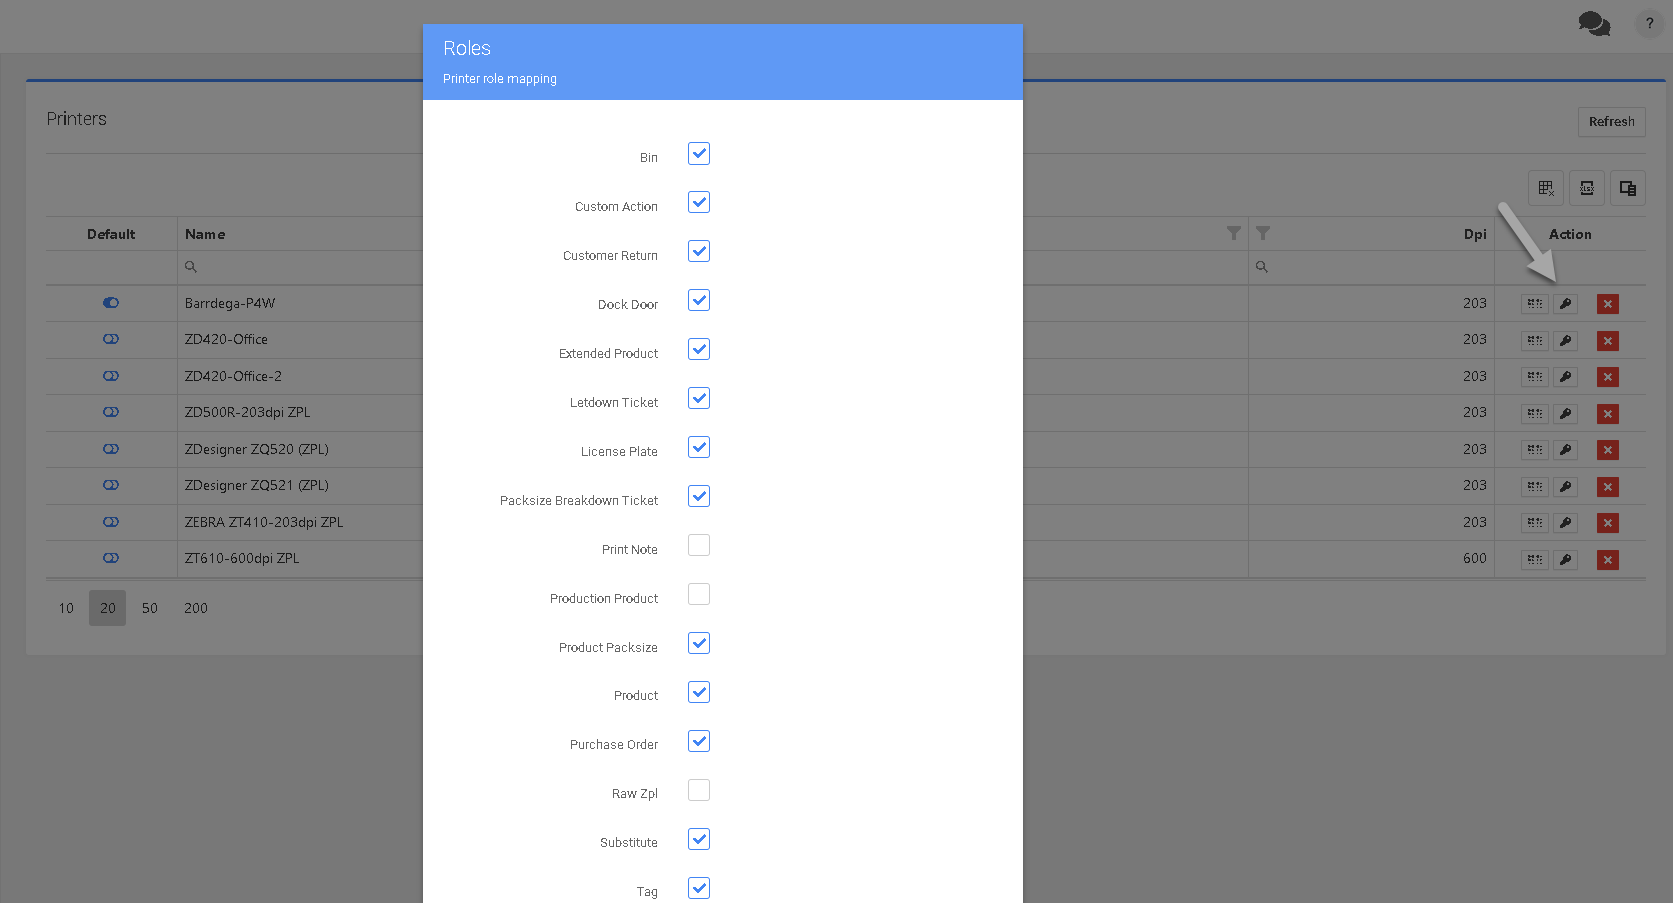 ?
Roles
Printer role mapping
Printers
Refresh
xlsx
Default Name Dpi Action
Barrdega-P4W 203
ZD420-Office 203
ZD420-Office-2 203
ZD500R-203dpi ZPL 203
ZDesigner ZQ520 (ZPL) 203
ZDesigner ZQ521 (ZPL) 203
ZEBRA ZT410-203dpi ZPL 203
ZT610-600dpi ZPL 600
10 20 50 200
Bin
Custom Action
Customer Return
Dock Door
Extended Product
Letdown Ticket
License Plate
Packsize Breakdown Ticket
Print Note
Production Product
Product Packsize
Product
Purchase Order
Raw Zpl
Substitute
Tag